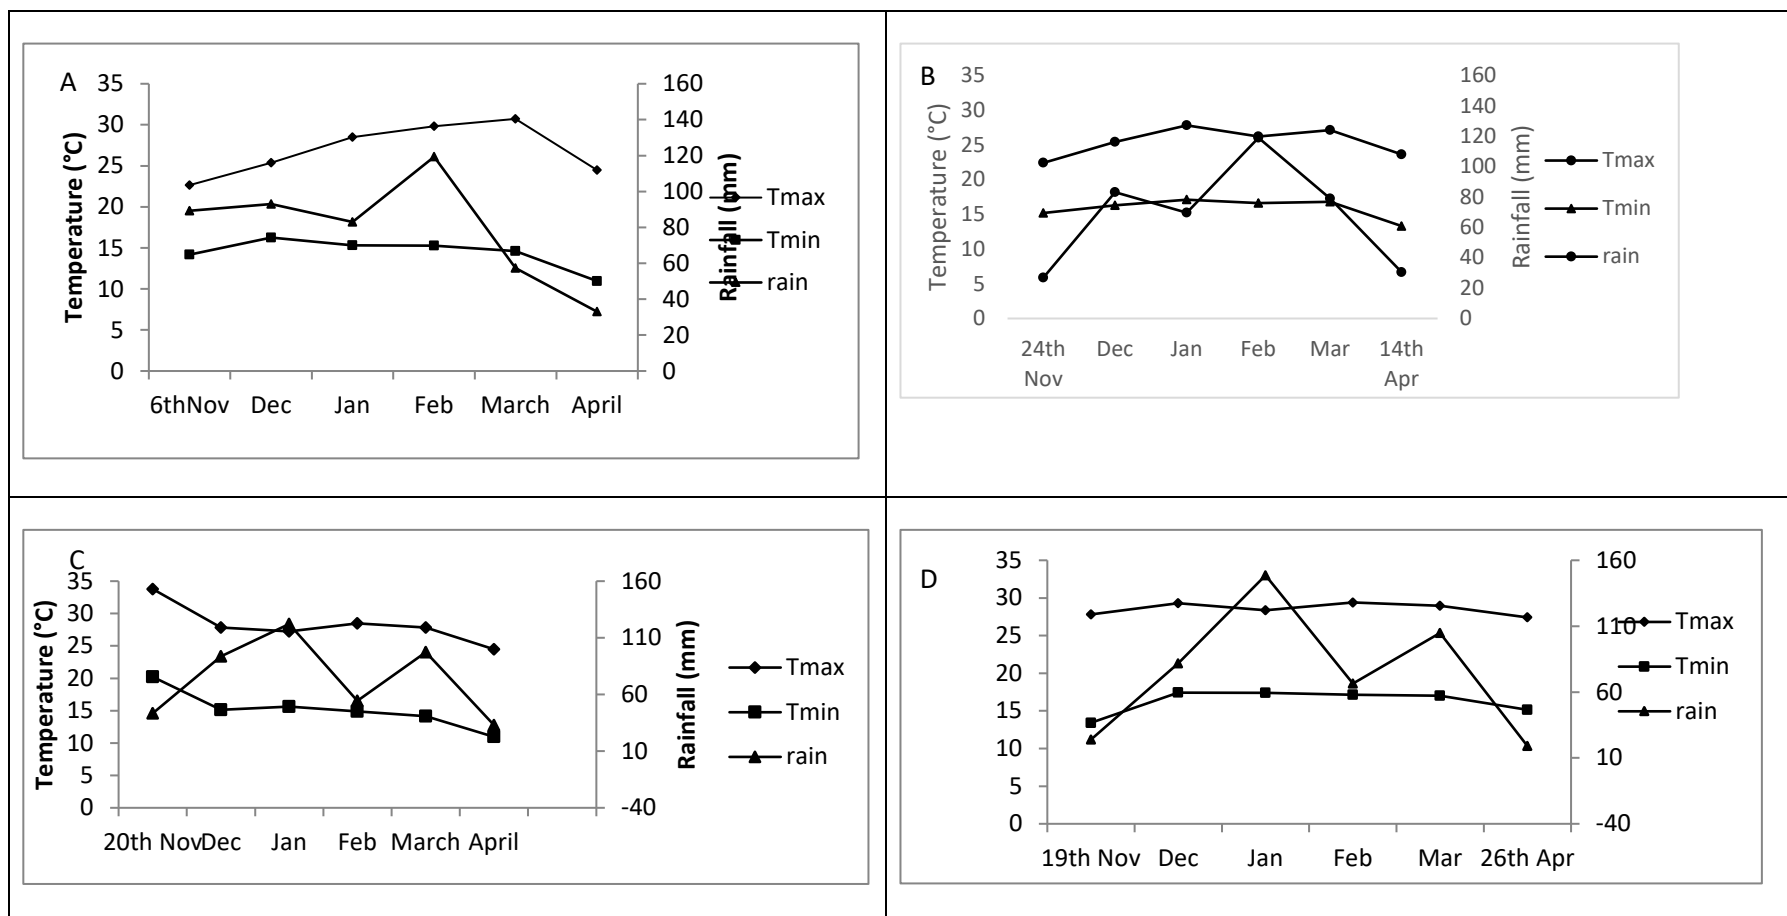 A
35
30
25
20
15
10
5
0
Temperature (°C)
160
140
120
100
80
60
40
20
0
Rainfall (mm)
6thNov Dec Jan Feb March April
Tmax
Tmin
rain
B
35
30
25
20
15
10
5
0
Temperature (°C)
160
140
120
100
80
60
40
20
0
Rainfall (mm)
24th Dec Jan Feb Mar 14th
Nov Apr
Tmax
Tmin
rain
C
35
30
25
20
15
10
5
0
Temperature (°C)
160
110
60
10
-40
Rainfall (mm)
20th Nov Dec Jan Feb March April
Tmax
Tmin
rain
D
35
30
25
20
15
10
5
0
160
110
60
10
-40
19th Nov Dec Jan Feb Mar 26th Apr
Tmax
Tmin
rain